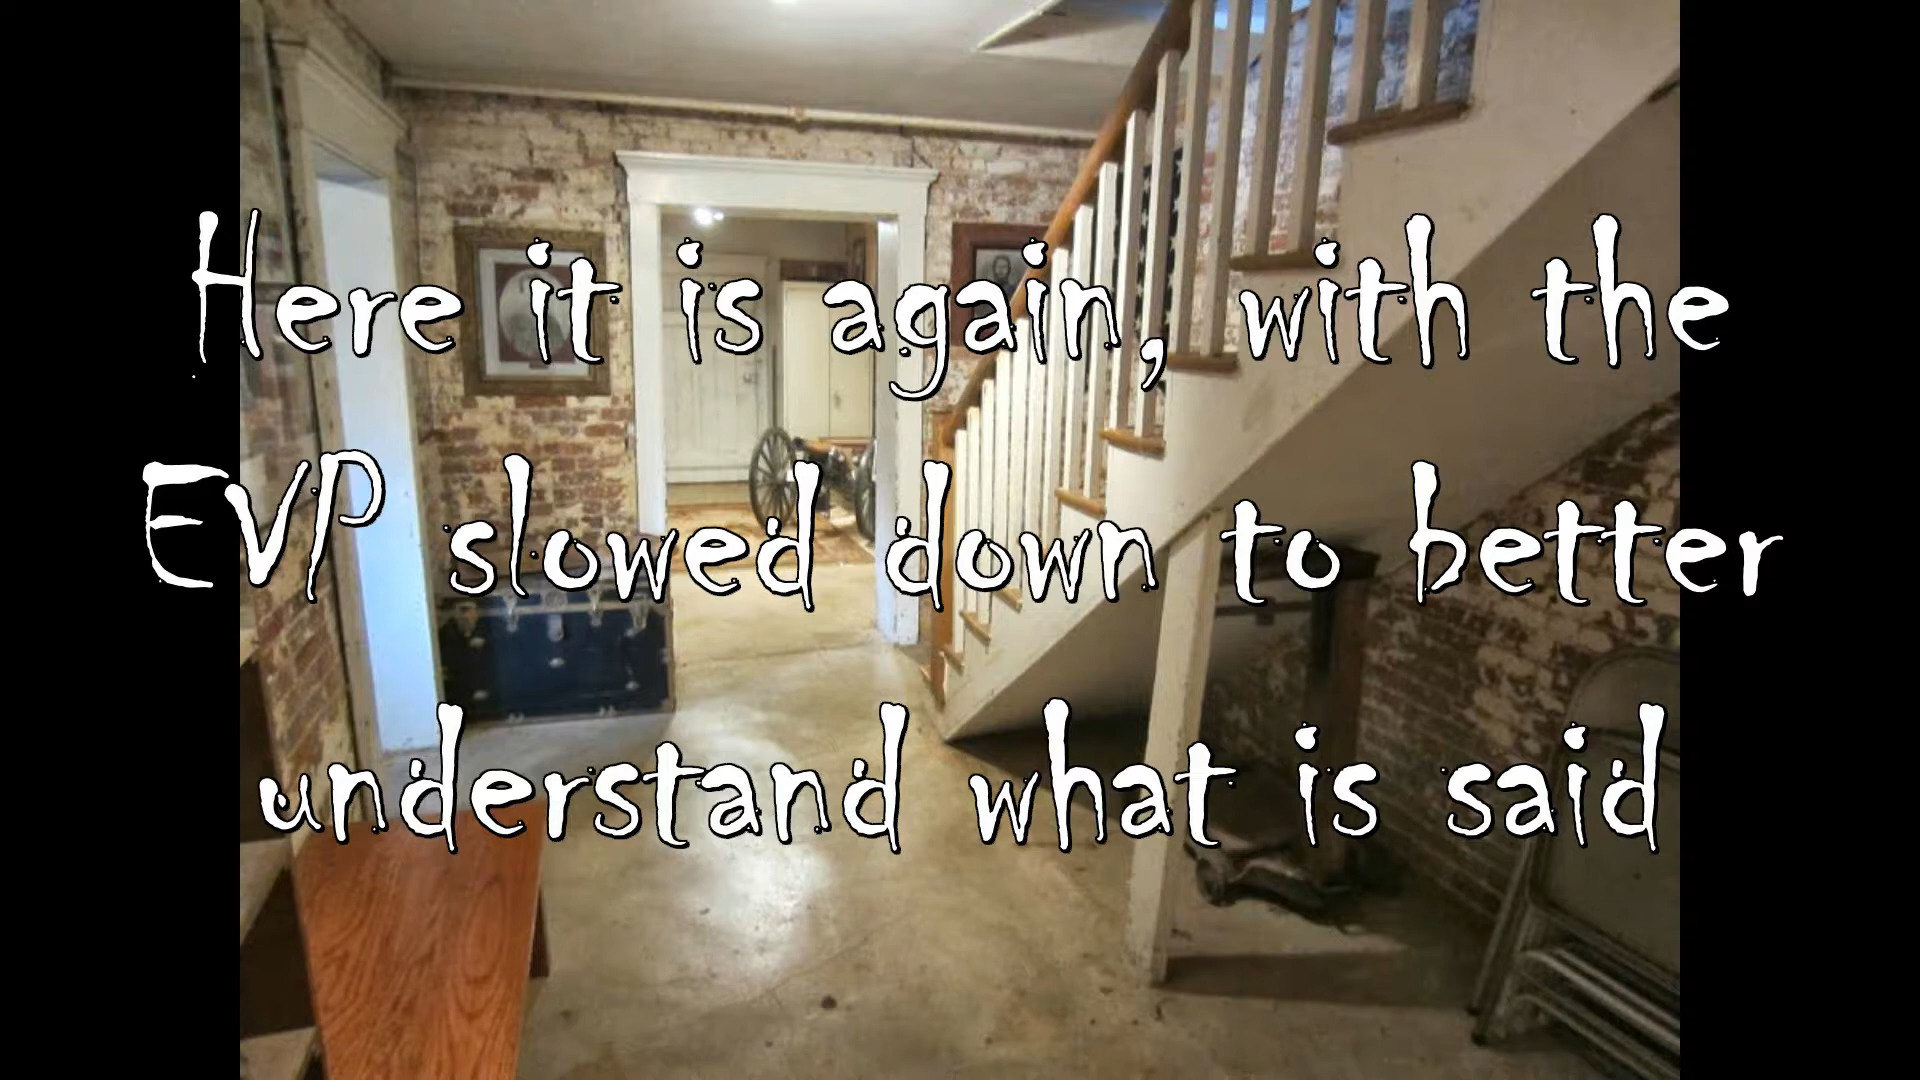 Here it is again, with the
EVP slowed down to better
understand what is said